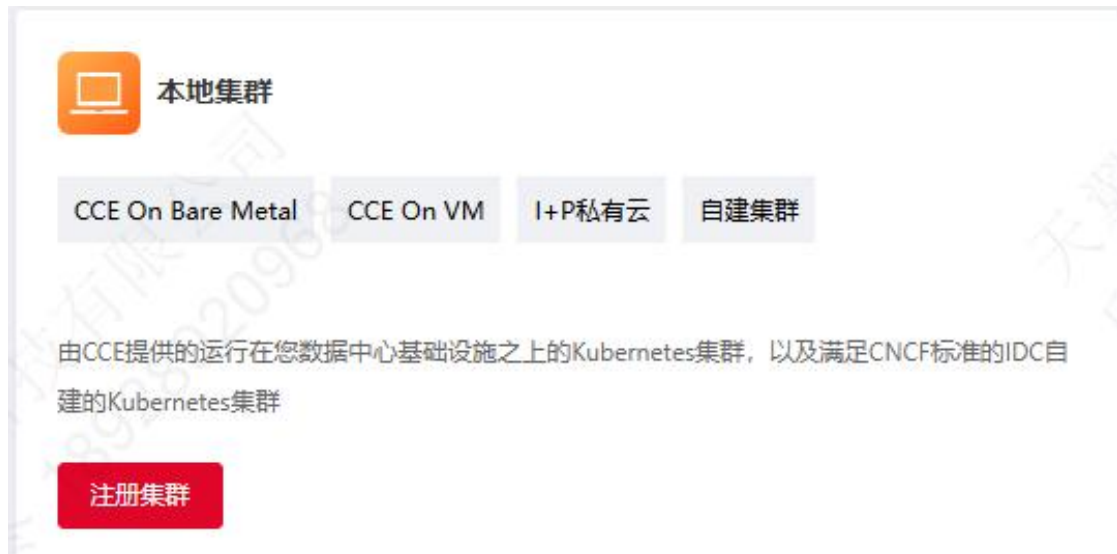 本地集群
CCE On Bare Metal CCE On VM I+P私有云 自建集群
由CCE提供的运行在您数据中心基础设施之上的Kubernetes集群，以及满足CNCF标准的IDC自
建的Kubernetes集群
注册集群